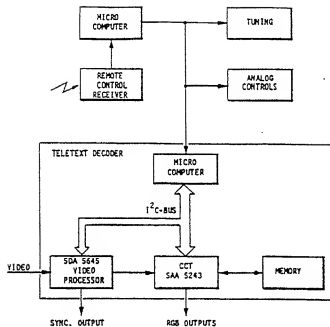 MICRO
COMPUTER
TUNING
REMOTE
CONTROL
RECEIVER
ANALOG
CONTROLS
TELETEXT DECODER
MICRO
COMPUTER
I²C-BUS
VIDEO
SDA 5645
VIDEO
PROCESSOR
CCT
SAA 5243
MEMORY
SYNC. OUTPUT
RGB OUTPUTS